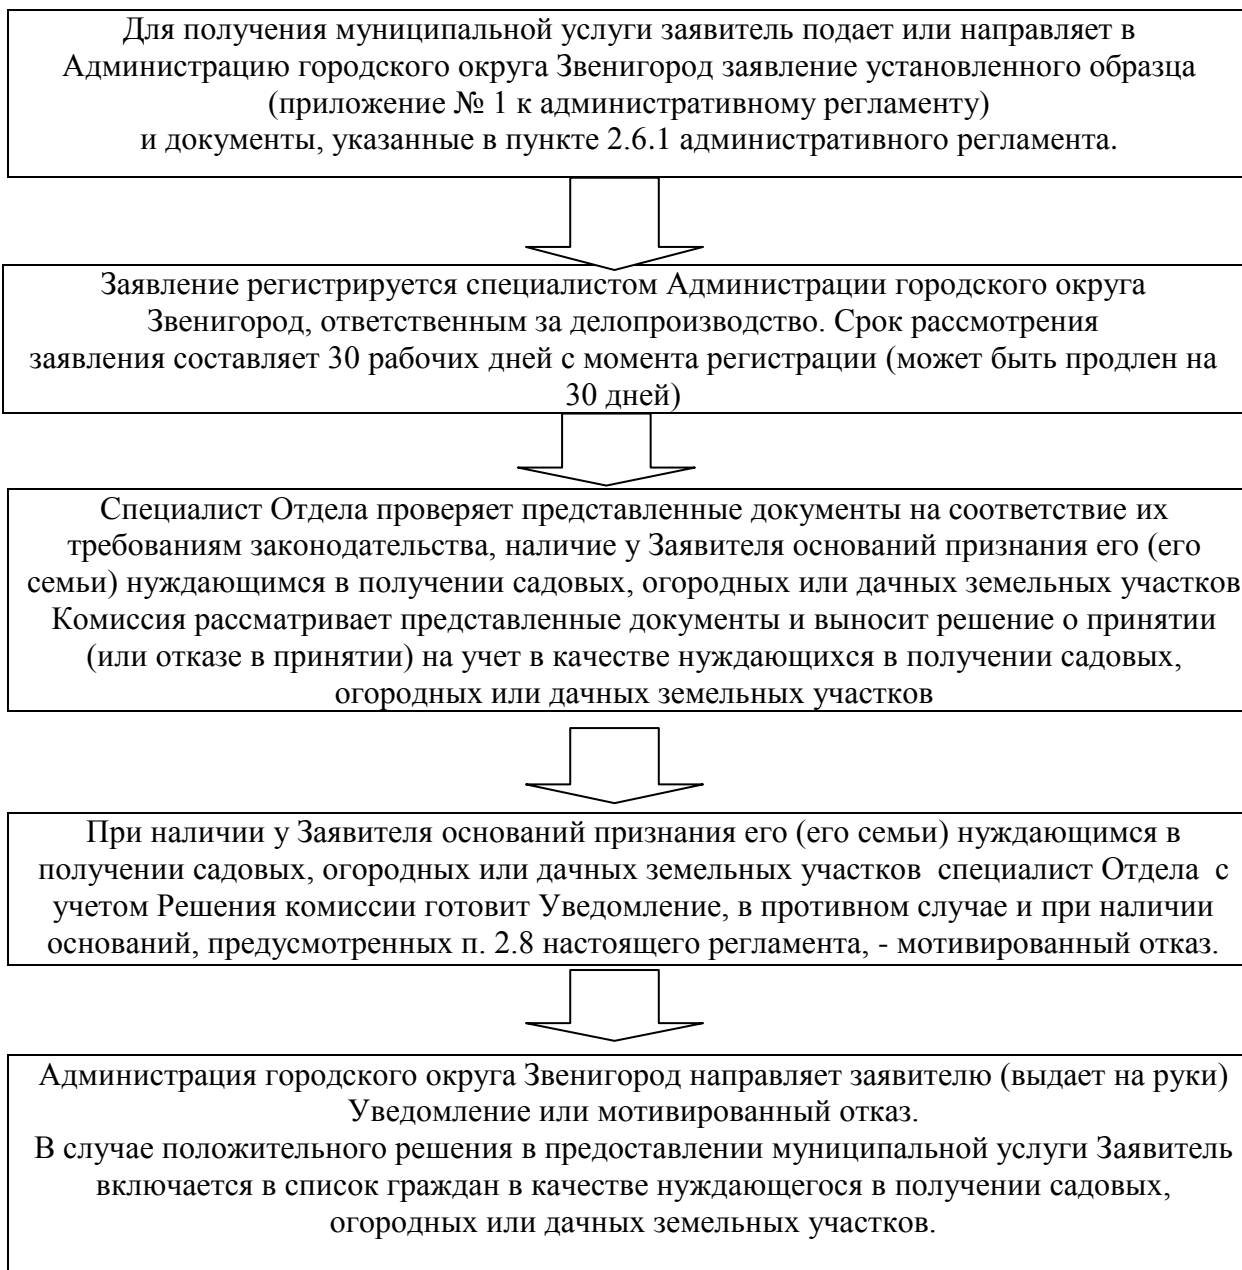 Для получения муниципальной услуги заявитель подает или направляет в
Администрацию городского округа Звенигород заявление установленного образца
(приложение № 1 к административному регламенту)
и документы, указанные в пункте 2.6.1 административного регламента.
Заявление регистрируется специалистом Администрации городского округа
Звенигород, ответственным за делопроизводство. Срок рассмотрения
заявления составляет 30 рабочих дней с момента регистрации (может быть продлен на
30 дней)
Специалист Отдела проверяет представленные документы на соответствие их
требованиям законодательства, наличие у Заявителя оснований признания его (его
семьи) нуждающимся в получении садовых, огородных или дачных земельных участков
Комиссия рассматривает представленные документы и выносит решение о принятии
(или отказе в принятии) на учет в качестве нуждающихся в получении садовых,
огородных или дачных земельных участков
При наличии у Заявителя оснований признания его (его семьи) нуждающимся в
получении садовых, огородных или дачных земельных участков специалист Отдела с
учетом Решения комиссии готовит Уведомление, в противном случае и при наличии
оснований, предусмотренных п. 2.8 настоящего регламента, - мотивированный отказ.
Администрация городского округа Звенигород направляет заявителю (выдает на руки)
Уведомление или мотивированный отказ.
В случае положительного решения в предоставлении муниципальной услуги Заявитель
включается в список граждан в качестве нуждающегося в получении садовых,
огородных или дачных земельных участков.